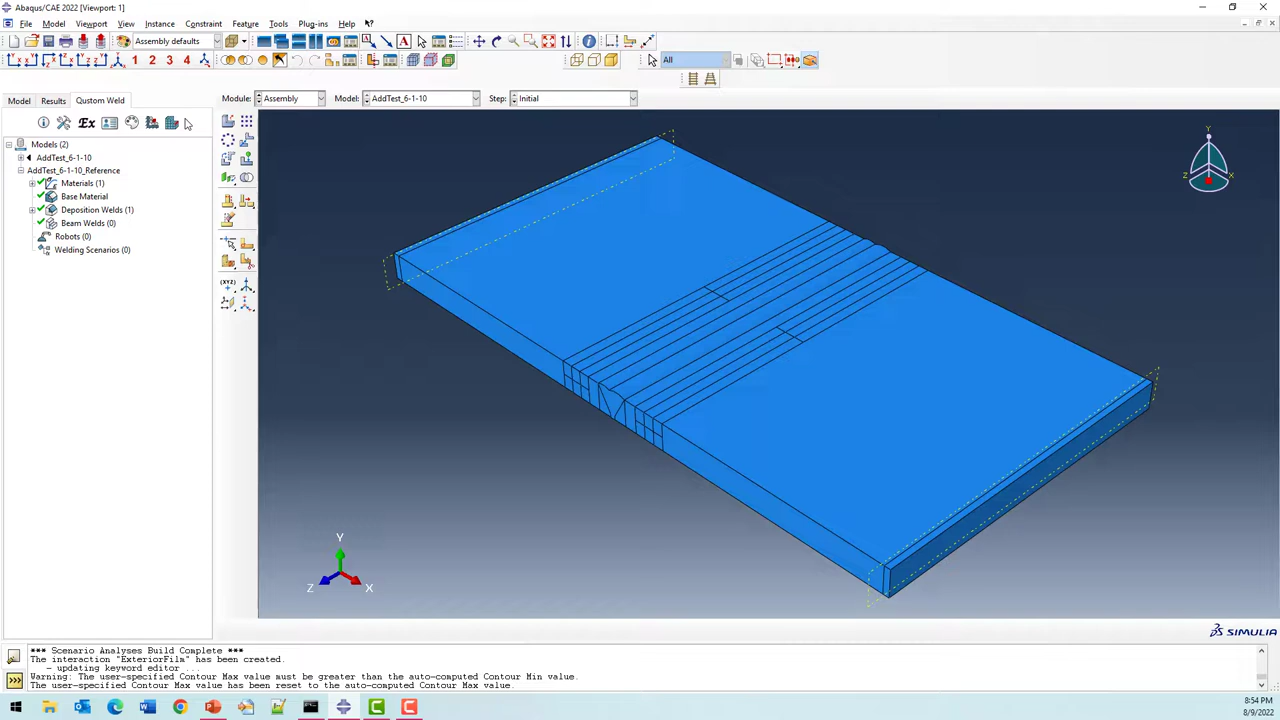 Abaqus/CAE 2022 [Viewport: 1]
File Model Viewport View Instance Constraint Feature Tools Plug-ins Help
Assembly defaults
1 2 3 4
All
Model Results Qustom Weld
Module: Assembly Model: AddTest_6-1-10 Step: Initial
Models (2)
AddTest_6-1-10
AddTest_6-1-10_Reference
Materials (1)
Base Material
Deposition Welds (1)
Beam Welds (0)
Robots (0)
Welding Scenarios (0)
Ex
(XYZ)
Y
Z X
Y
Z X
SIMULIA
*** Scenario Analyses Build Complete ***
The interaction "ExteriorFilm" has been created.
– updating keyword editor ...
Warning: The user-specified Contour Max value must be greater than the auto-computed Contour Min value.
The user-specified Contour Max value has been reset to the auto-computed Contour Max value.
8:54 PM
8/9/2022